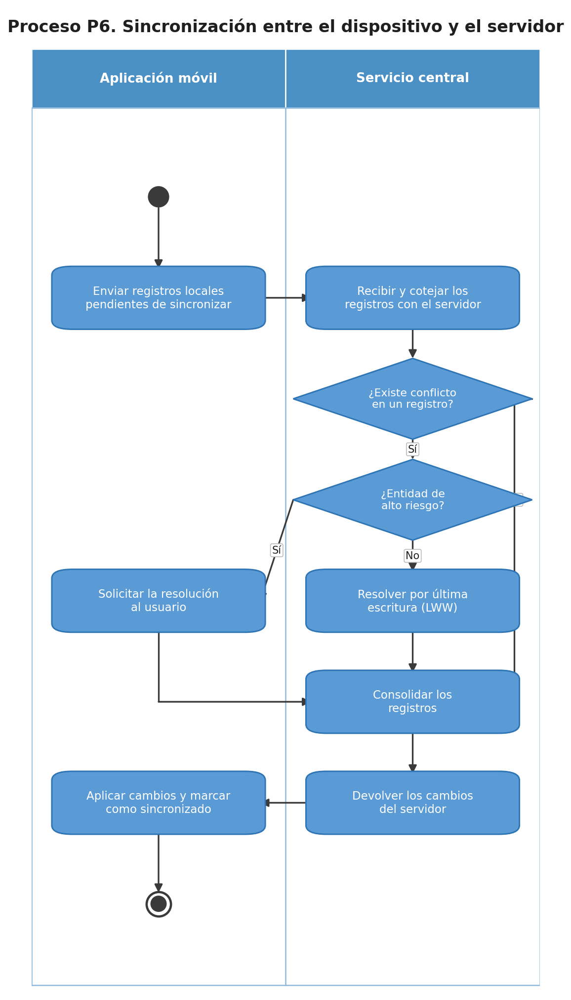 Proceso P6. Sincronización entre el dispositivo y el servidor
Aplicación móvil
Servicio central
Enviar registros locales
pendientes de sincronizar
Recibir y cotejar los
registros con el servidor
¿Existe conflicto
en un registro?
Sí
¿Entidad de
alto riesgo?
Sí
No
Solicitar la resolución
al usuario
Resolver por última
escritura (LWW)
Consolidar los
registros
Aplicar cambios y marcar
como sincronizado
Devolver los cambios
del servidor